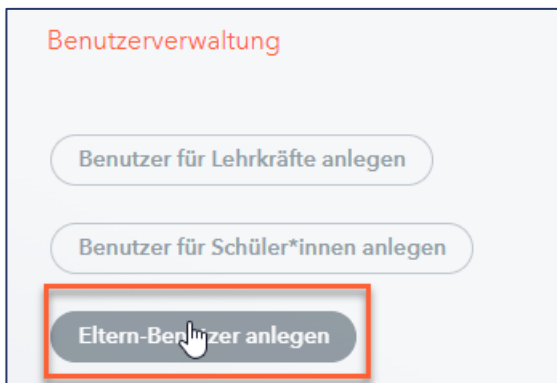 Benutzerverwaltung
Benutzer für Lehrkräfte anlegen
Benutzer für Schüler*innen anlegen
Eltern-Benutzer anlegen